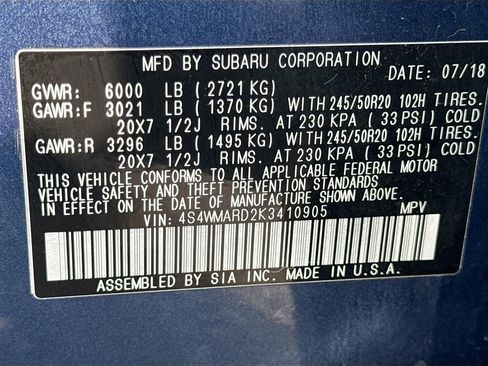 MFD BY SUBARU CORPORATION
DATE: 07/18
GVWR: 6000 LB ( 2721 KG)
GAWR:F 3021 LB ( 1370 KG) WITH 245/50R20 102H TIRES.
20X7 1/2J RIMS. AT 230 KPA ( 33 PSI) COLD
GAWR:R 3296 LB ( 1495 KG) WITH 245/50R20 102H TIRES.
20X7 1/2J RIMS. AT 230 KPA ( 33 PSI) COLD
THIS VEHICLE CONFORMS TO ALL APPLICABLE FEDERAL MOTOR
VEHICLE SAFETY AND THEFT PREVENTION STANDARDS
IN EFFECT ON THE DATE OF MANUFACTURE SHOWN ABOVE.
VIN: 4S4WMARD2K3410905 MPV
ASSEMBLED BY SIA INC. MADE IN U.S.A.